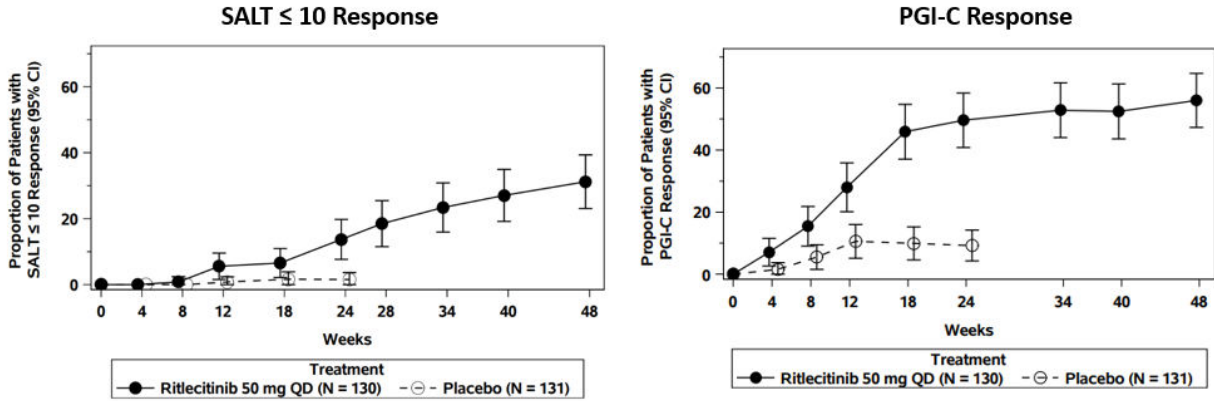 SALT ≤ 10 Response
Proportion of Patients with
SALT ≤ 10 Response (95% CI)
60
40
20
0
0 4 8 12 18 24 28 34 40 48
Weeks
Treatment
Ritlecitinib 50 mg QD (N = 130) Placebo (N = 131)
PGI-C Response
Proportion of Patients with
PGI-C Response (95% CI)
60
40
20
0
0 4 8 12 18 24 34 40 48
Weeks
Treatment
Ritlecitinib 50 mg QD (N = 130) Placebo (N = 131)